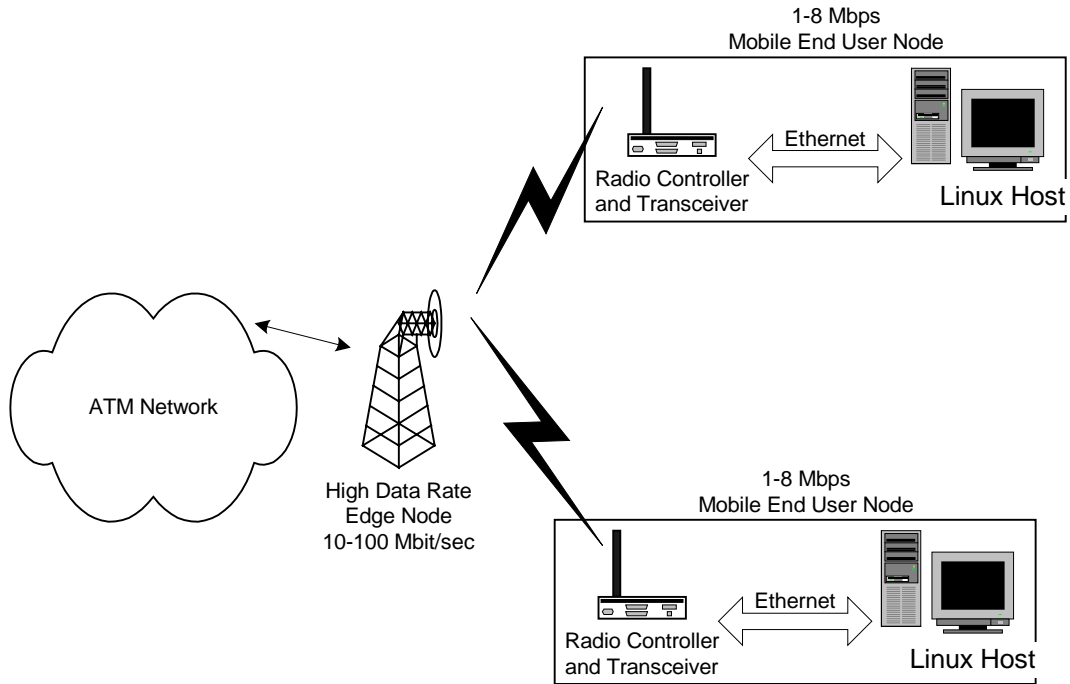 1-8 Mbps
Mobile End User Node
Ethernet
Radio Controller
and Transceiver
Linux Host
ATM Network
High Data Rate
Edge Node
10-100 Mbit/sec
1-8 Mbps
Mobile End User Node
Ethernet
Radio Controller
and Transceiver
Linux Host